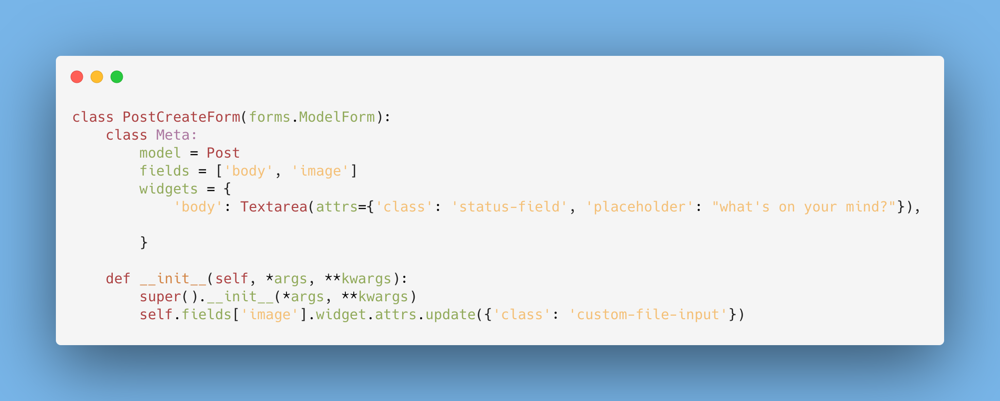 class PostCreateForm(forms.ModelForm):
    class Meta:
        model = Post
        fields = ['body', 'image']
        widgets = {
            'body': Textarea(attrs={'class': 'status-field', 'placeholder': "what's on your mind?"}),
        }
    def __init__(self, *args, **kwargs):
        super().__init__(*args, **kwargs)
        self.fields['image'].widget.attrs.update({'class': 'custom-file-input'})